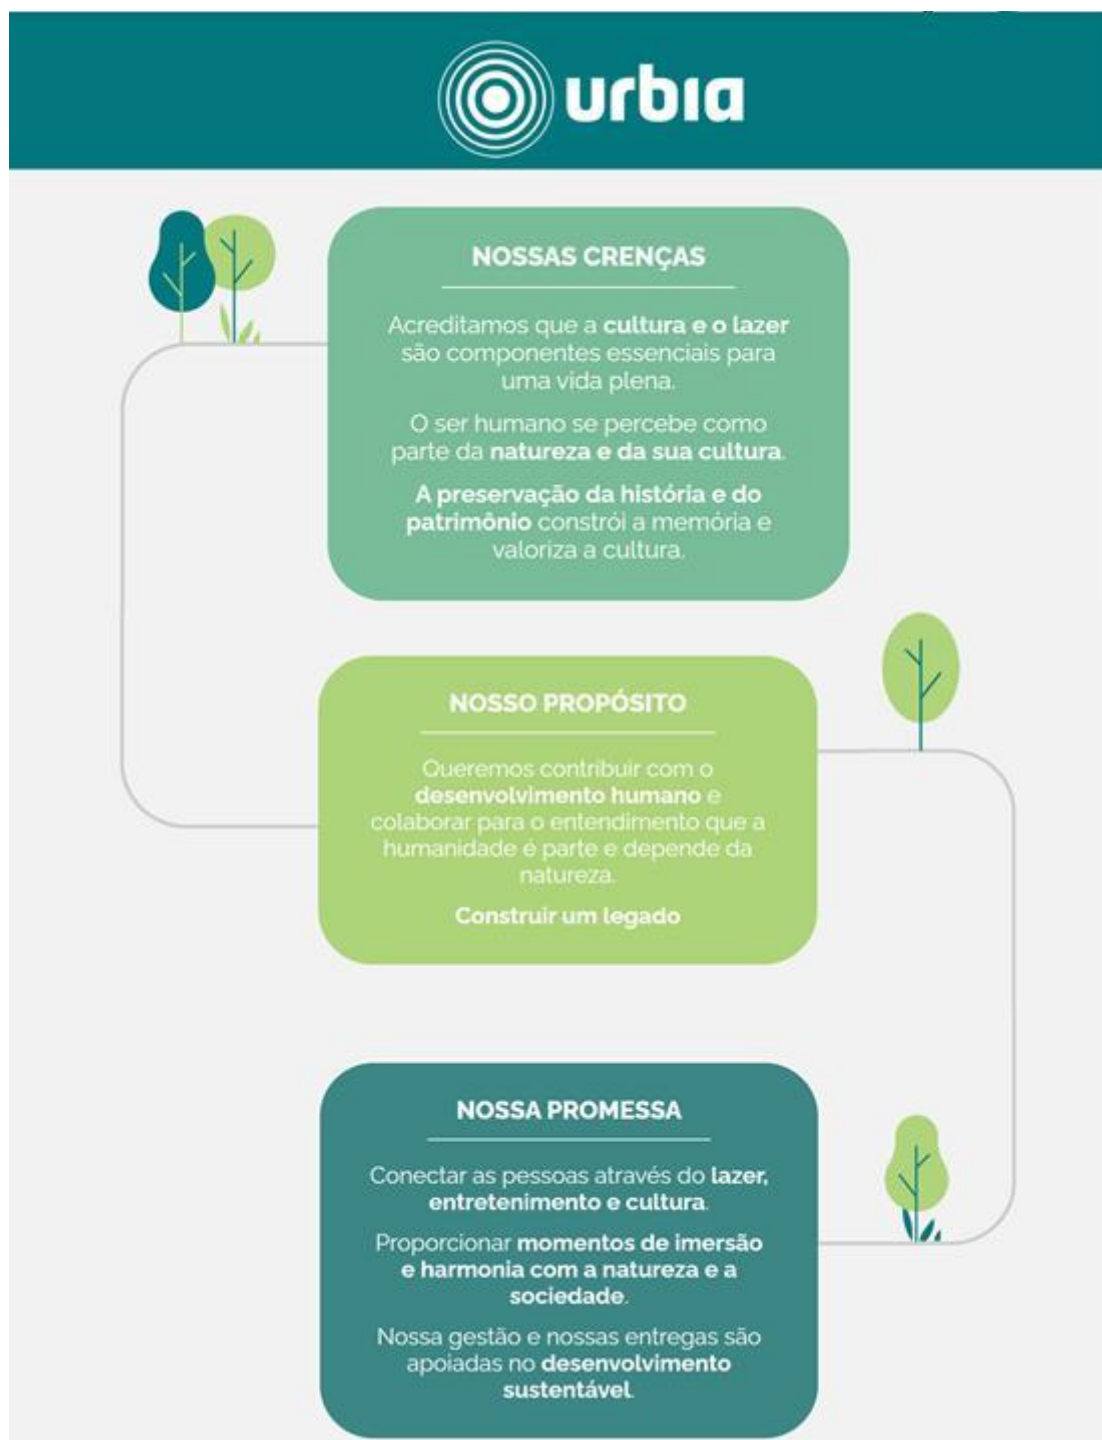 urbia
NOSSAS CRENÇAS
Acreditamos que a cultura e o lazer
são componentes essenciais para
uma vida plena.
O ser humano se percebe como
parte da natureza e da sua cultura.
A preservação da história e do
patrimônio constrói a memória e
valoriza a cultura.
NOSSO PROPÓSITO
Queremos contribuir com o
desenvolvimento humano e
colaborar para o entendimento que a
humanidade é parte e depende da
natureza.
Construir um legado
NOSSA PROMESSA
Conectar as pessoas através do lazer,
entretenimento e cultura.
Proporcionar momentos de imersão
e harmonia com a natureza e a
sociedade.
Nossa gestão e nossas entregas são
apoiadas no desenvolvimento
sustentável.